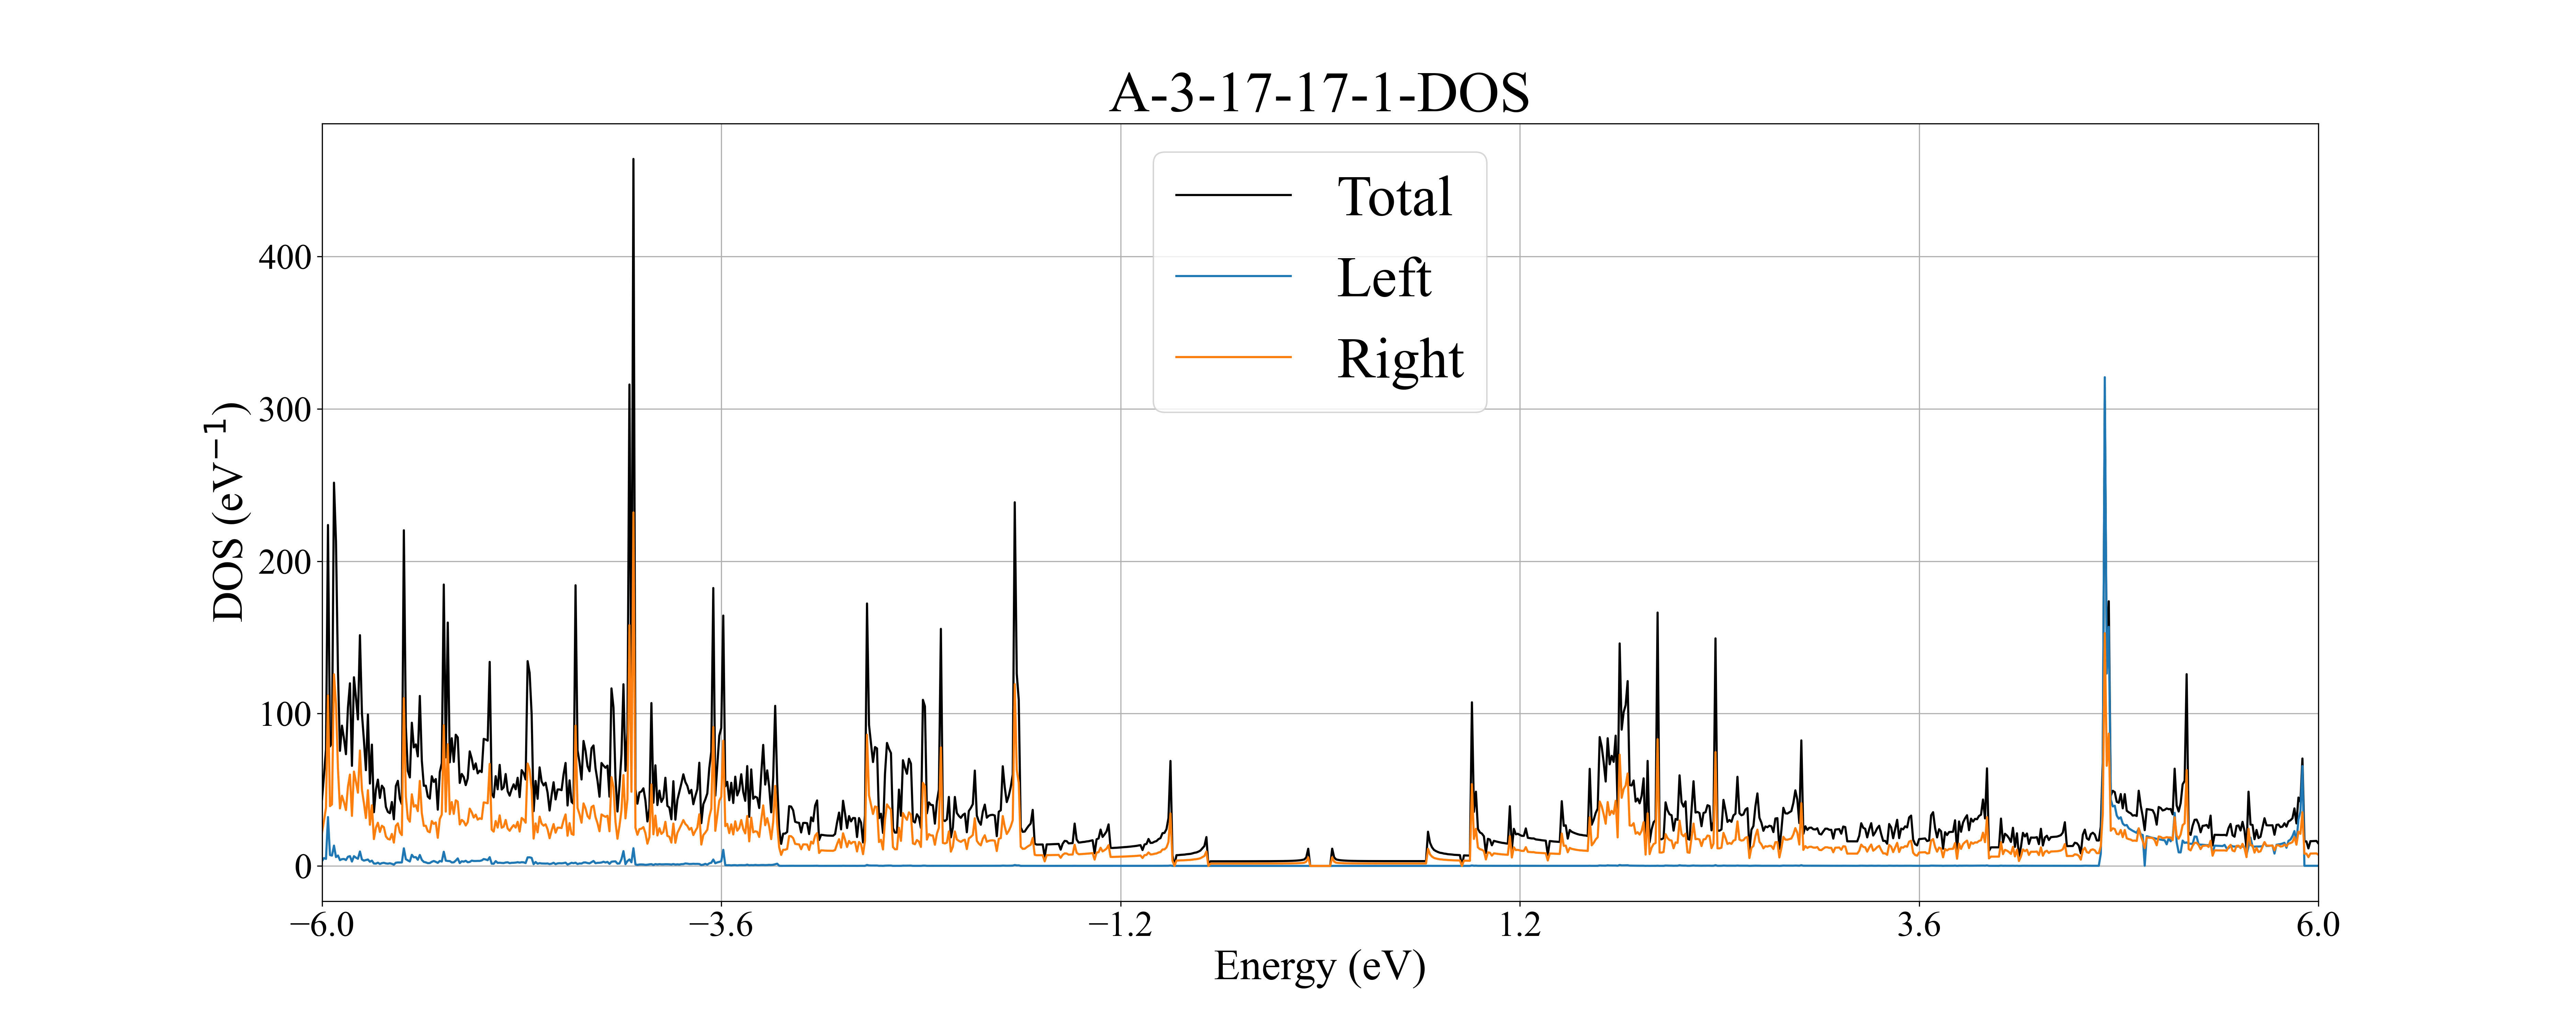 A-3-17-17-1-DOS
Total
Left
Right
DOS (eV⁻¹)
400
300
200
100
0
−6.0 −3.6 −1.2 1.2 3.6 6.0
Energy (eV)